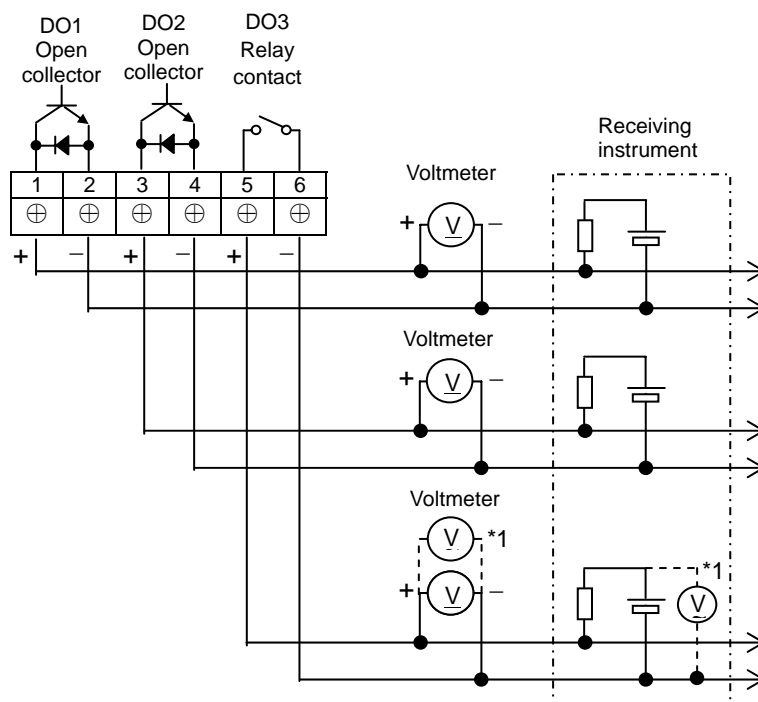 DO1
Open
collector
DO2
Open
collector
DO3
Relay
contact
1 2 3 4 5 6
+ − + − + −
Receiving
instrument
Voltmeter
+ V −
Voltmeter
+ V −
Voltmeter
V *1
+ V −
*1
V